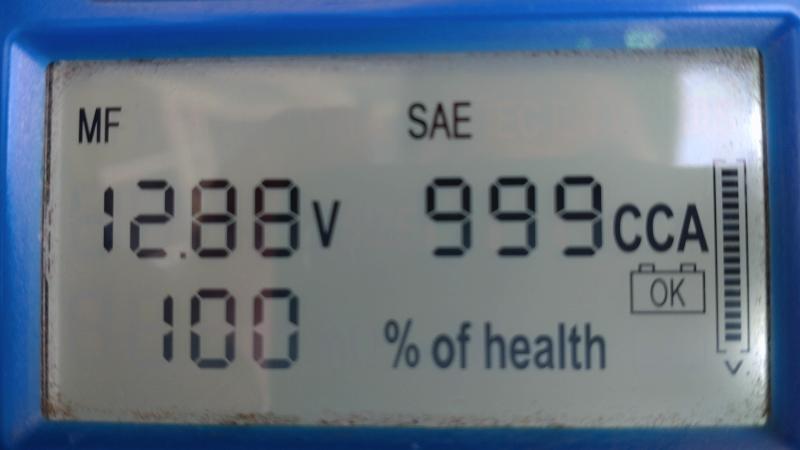 MF SAE
12.88V 999CCA
OK
100 % of health